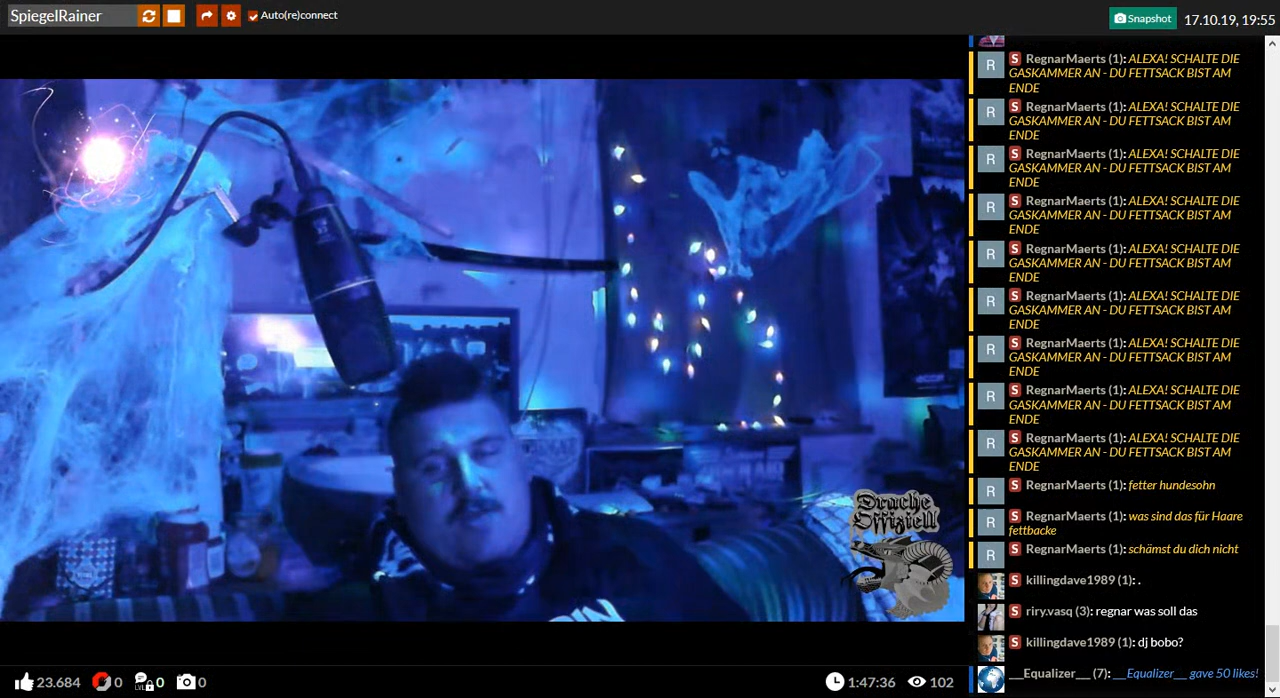 SpiegelRainer
Auto(re)connect
Snapshot
17.10.19, 19:55
R
S RegnarMaerts (1): ALEXA! SCHALTE DIE
GASKAMMER AN - DU FETTSACK BIST AM
ENDE
R
S RegnarMaerts (1): ALEXA! SCHALTE DIE
GASKAMMER AN - DU FETTSACK BIST AM
ENDE
R
S RegnarMaerts (1): ALEXA! SCHALTE DIE
GASKAMMER AN - DU FETTSACK BIST AM
ENDE
R
S RegnarMaerts (1): ALEXA! SCHALTE DIE
GASKAMMER AN - DU FETTSACK BIST AM
ENDE
R
S RegnarMaerts (1): ALEXA! SCHALTE DIE
GASKAMMER AN - DU FETTSACK BIST AM
ENDE
R
S RegnarMaerts (1): ALEXA! SCHALTE DIE
GASKAMMER AN - DU FETTSACK BIST AM
ENDE
R
S RegnarMaerts (1): ALEXA! SCHALTE DIE
GASKAMMER AN - DU FETTSACK BIST AM
ENDE
R
S RegnarMaerts (1): ALEXA! SCHALTE DIE
GASKAMMER AN - DU FETTSACK BIST AM
ENDE
R
S RegnarMaerts (1): ALEXA! SCHALTE DIE
GASKAMMER AN - DU FETTSACK BIST AM
ENDE
R
S RegnarMaerts (1): fetter hundesohn
R
S RegnarMaerts (1): was sind das für Haare
fettbacke
R
S RegnarMaerts (1): schämst du dich nicht
S killingdave1989 (1): .
S riry.vasq (3): regnar was soll das
S killingdave1989 (1): dj bobo?
___Equalizer___ (7): ___Equalizer___ gave 50 likes!
Drache
Offiziell
23.684
0
LVL
0
0
1:47:36
102